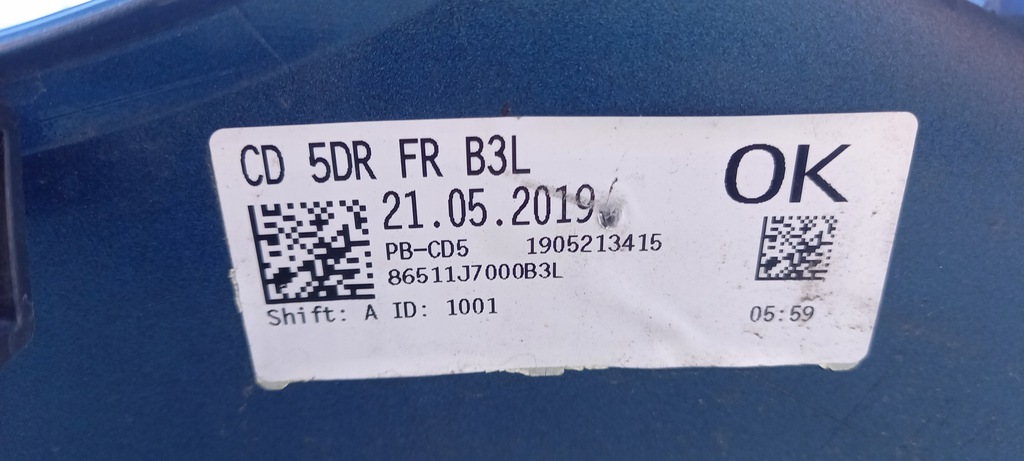 CD 5DR FR B3L
OK
21.05.2019
PB-CD5 1905213415
86511J7000B3L
Shift: A ID: 1001
05:59